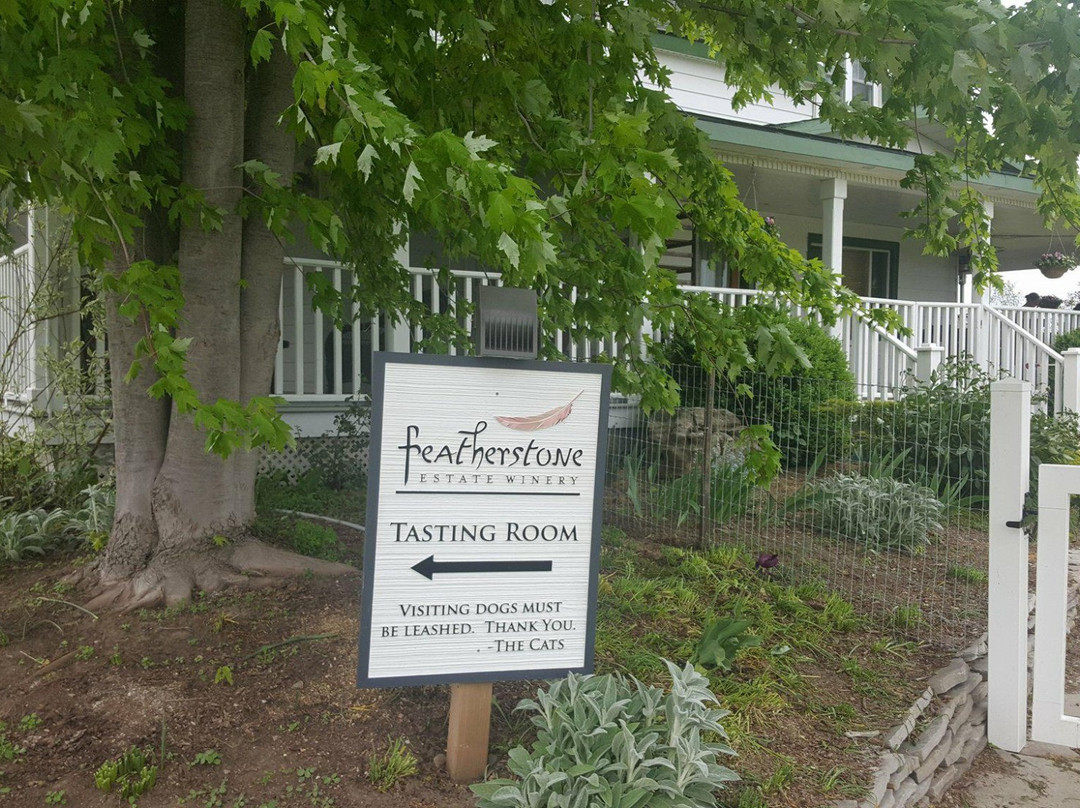 featherstone
ESTATE WINERY
TASTING ROOM
VISITING DOGS MUST
BE LEASHED. THANK YOU.
. -THE CATS